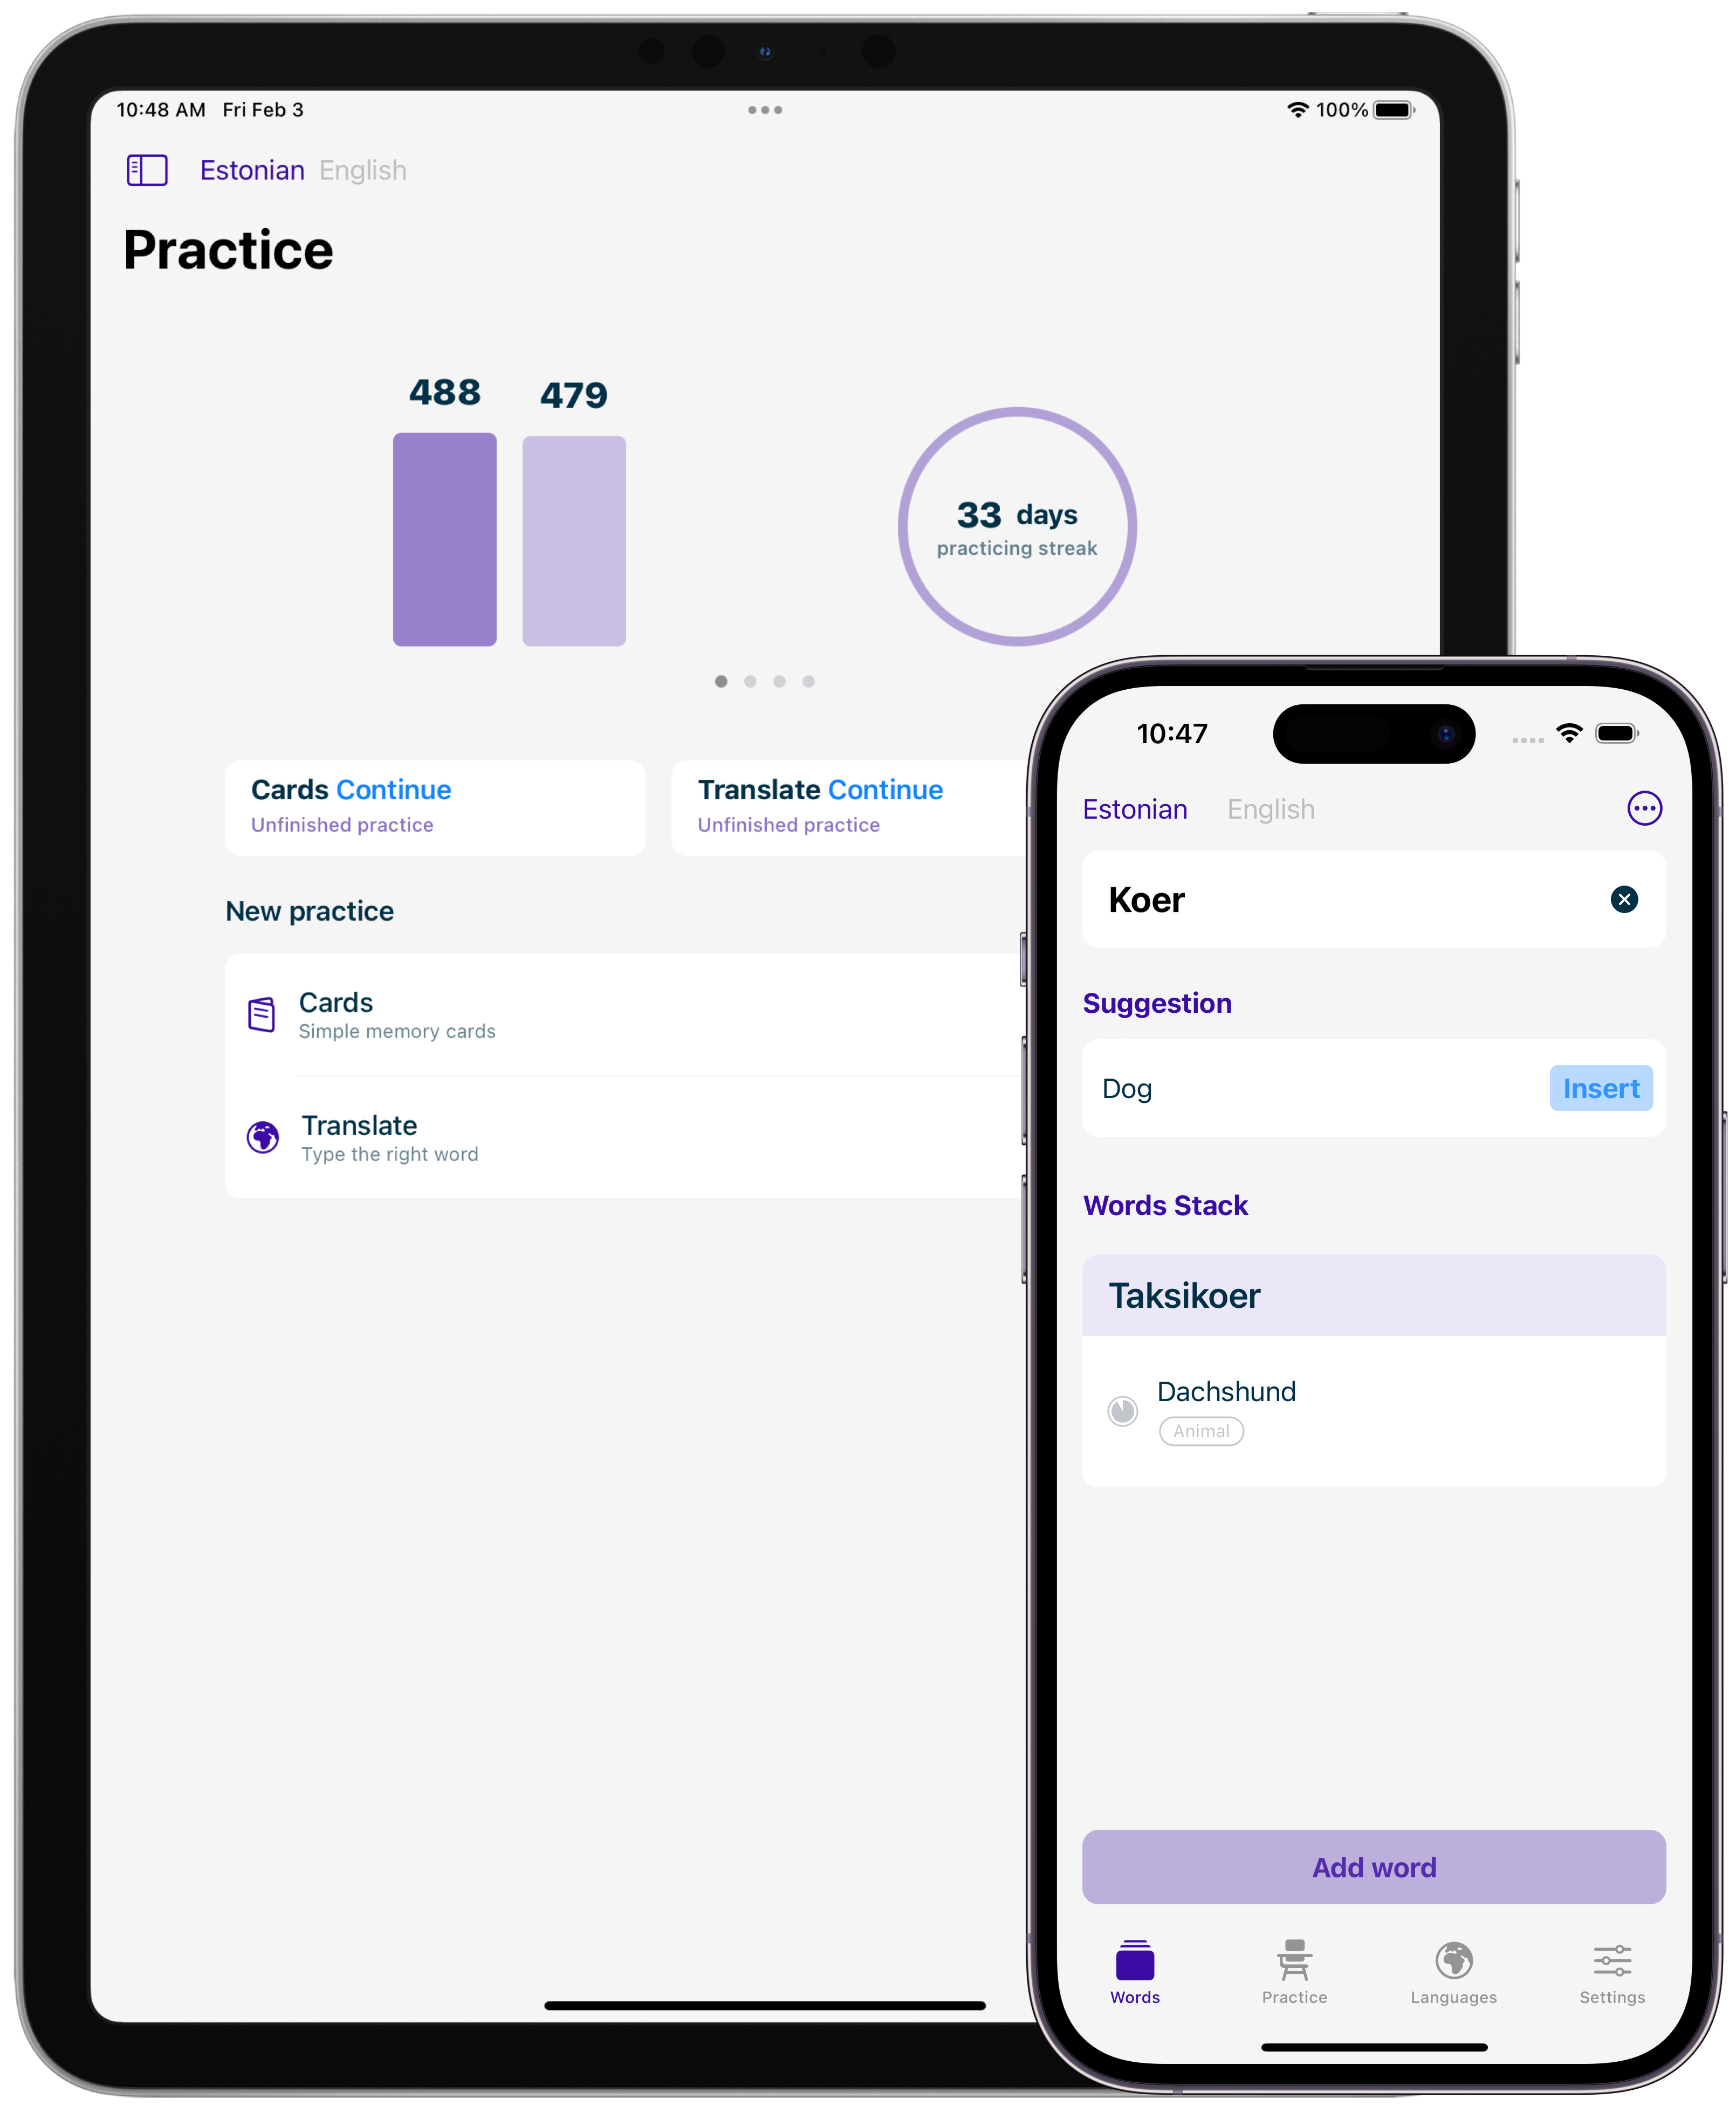 10:48 AM Fri Feb 3
100%
Estonian English
Practice
488 479
33 days
practicing streak
Cards Continue
Unfinished practice
Translate Continue
Unfinished practice
New practice
Cards
Simple memory cards
Translate
Type the right word
10:47
Estonian English
Koer
Suggestion
Dog Insert
Words Stack
Taksikoer
Dachshund
Animal
Add word
Words Practice Languages Settings